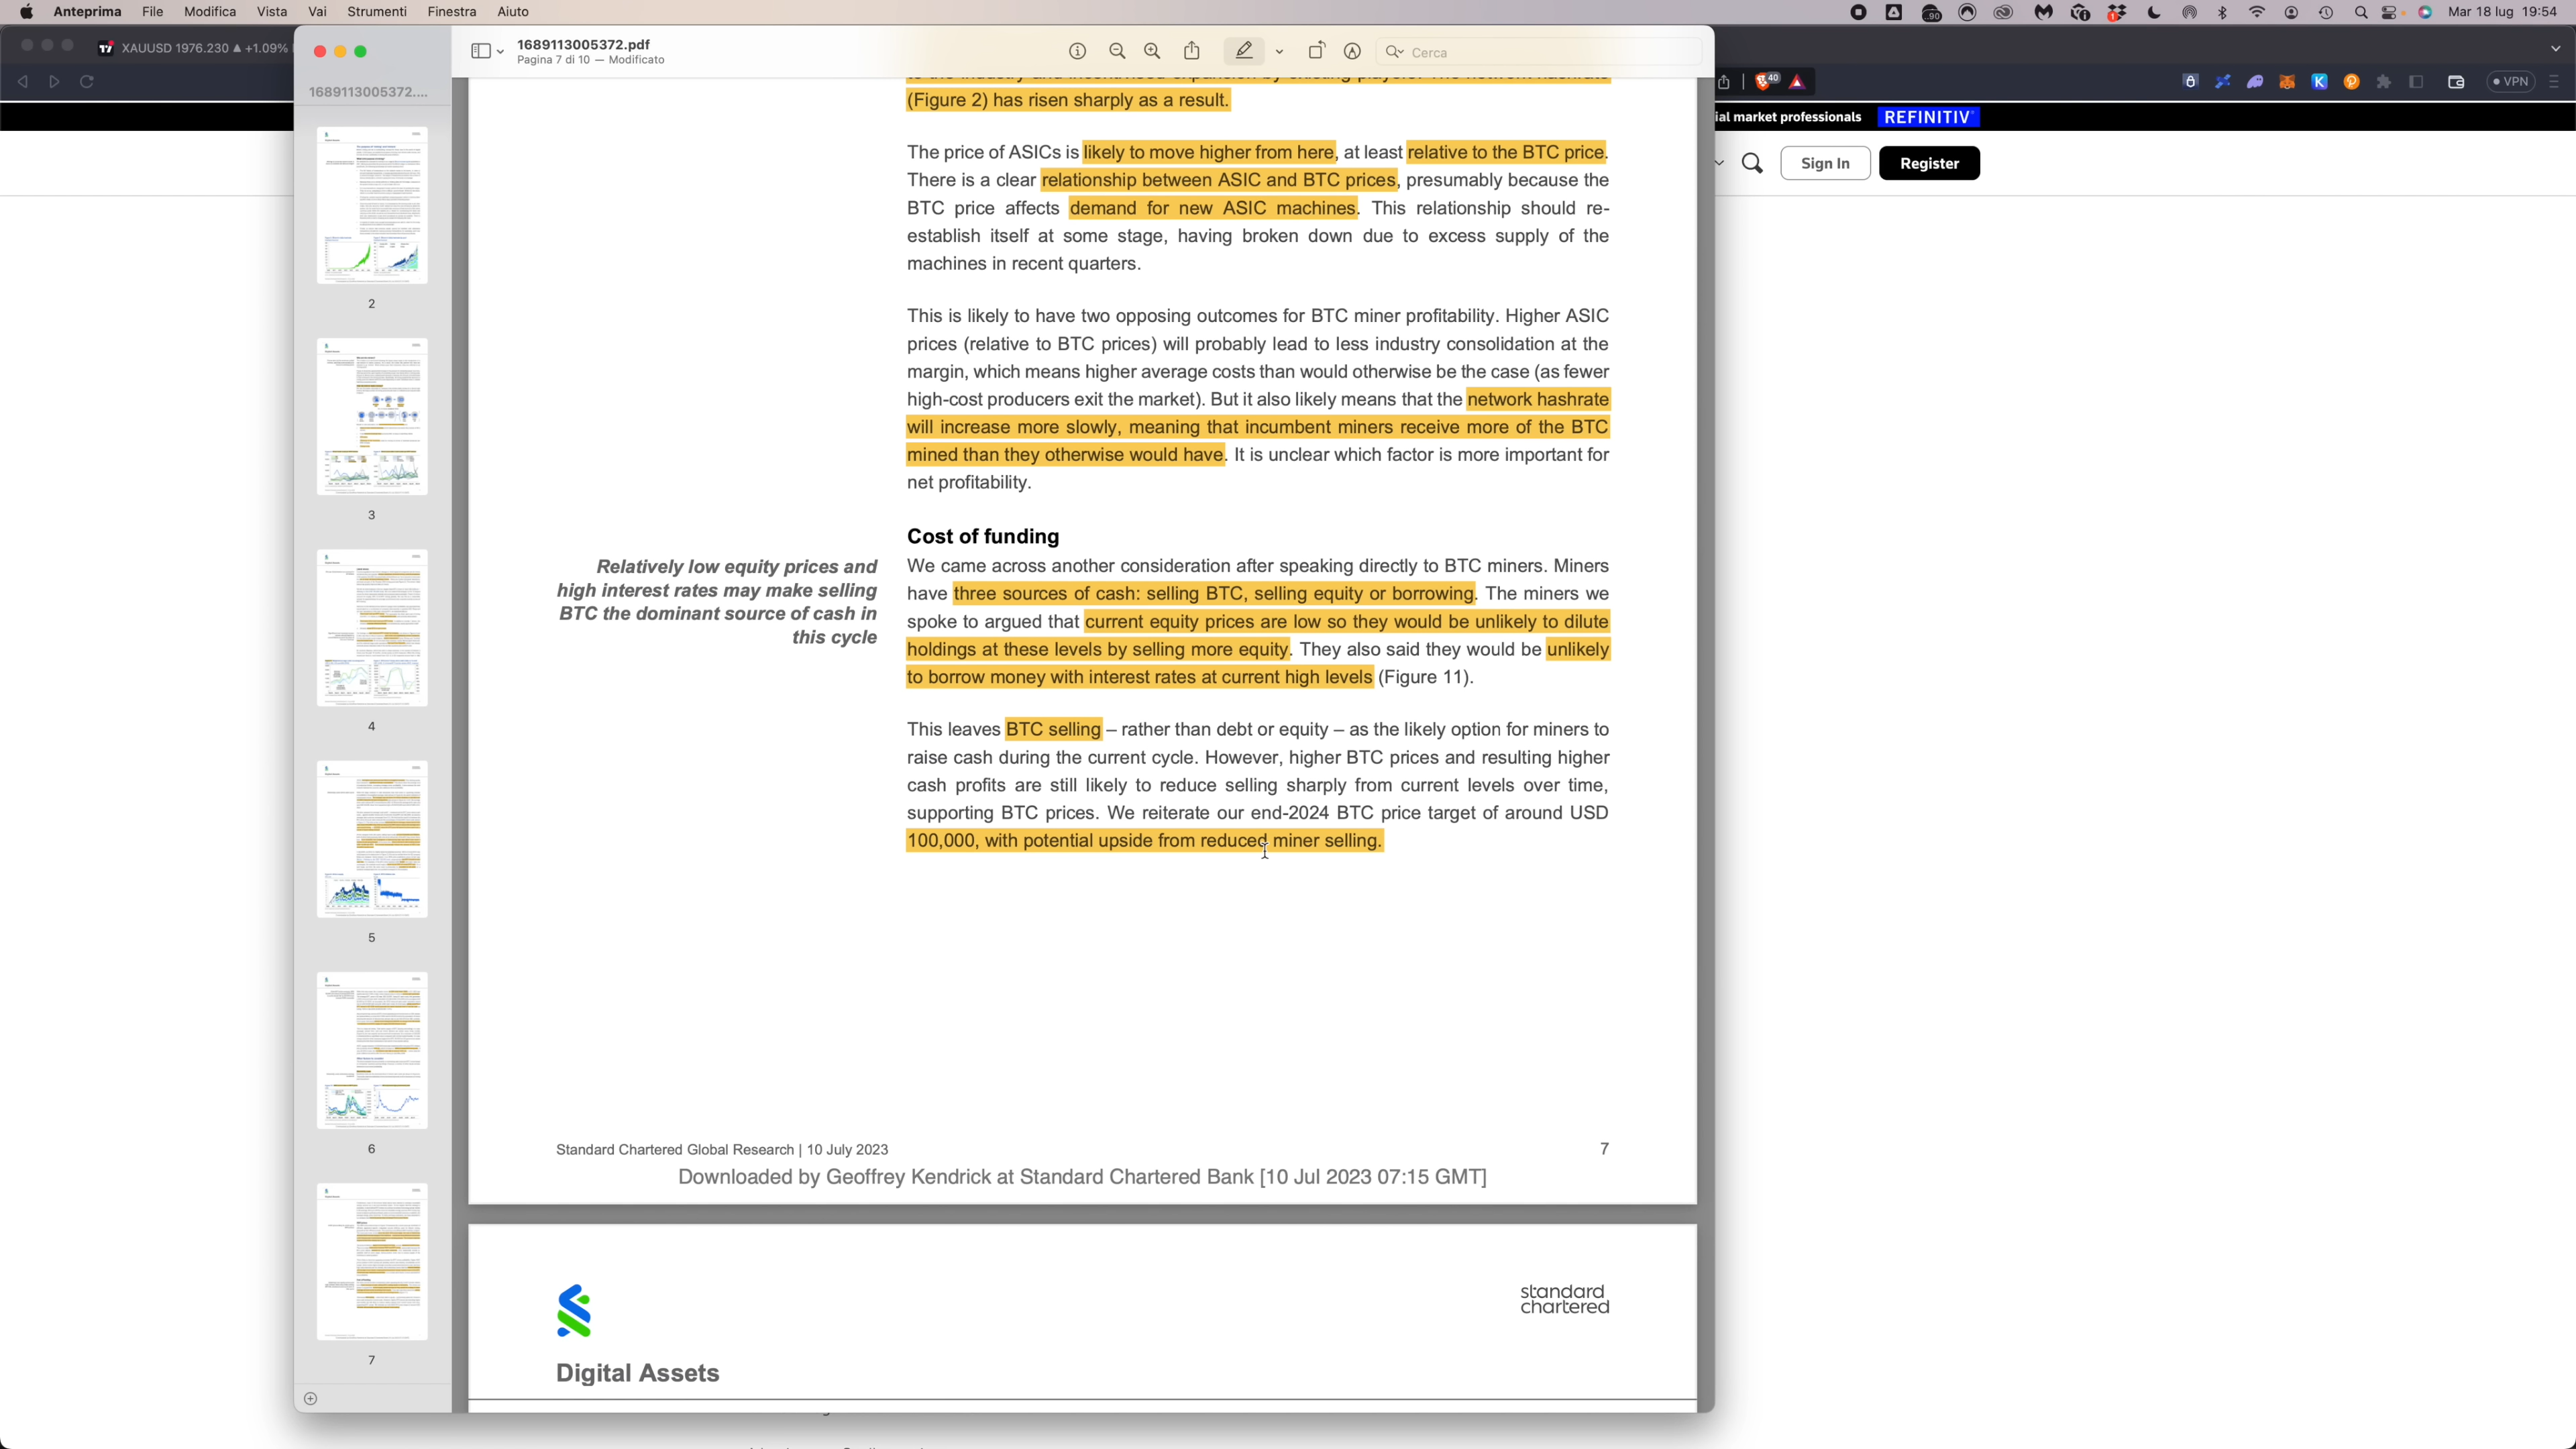 Anteprima File Modifica Vista Vai Strumenti Finestra Aiuto
Mar 18 lug 19:54
XAUUSD 1976.230 ▲ +1.09%
1689113005372.pdf
Pagina 7 di 10 — Modificato
Cerca
1689113005372....
40
VPN
ial market professionals REFINITIV
Sign In
Register
2
3
4
5
6
7
(Figure 2) has risen sharply as a result.
The price of ASICs is likely to move higher from here, at least relative to the BTC price.
There is a clear relationship between ASIC and BTC prices, presumably because the
BTC price affects demand for new ASIC machines. This relationship should re-
establish itself at some stage, having broken down due to excess supply of the
machines in recent quarters.
This is likely to have two opposing outcomes for BTC miner profitability. Higher ASIC
prices (relative to BTC prices) will probably lead to less industry consolidation at the
margin, which means higher average costs than would otherwise be the case (as fewer
high-cost producers exit the market). But it also likely means that the network hashrate
will increase more slowly, meaning that incumbent miners receive more of the BTC
mined than they otherwise would have. It is unclear which factor is more important for
net profitability.
Cost of funding
Relatively low equity prices and
high interest rates may make selling
BTC the dominant source of cash in
this cycle
We came across another consideration after speaking directly to BTC miners. Miners
have three sources of cash: selling BTC, selling equity or borrowing. The miners we
spoke to argued that current equity prices are low so they would be unlikely to dilute
holdings at these levels by selling more equity. They also said they would be unlikely
to borrow money with interest rates at current high levels (Figure 11).
This leaves BTC selling – rather than debt or equity – as the likely option for miners to
raise cash during the current cycle. However, higher BTC prices and resulting higher
cash profits are still likely to reduce selling sharply from current levels over time,
supporting BTC prices. We reiterate our end-2024 BTC price target of around USD
100,000, with potential upside from reduced miner selling.
Standard Chartered Global Research | 10 July 2023
7
Downloaded by Geoffrey Kendrick at Standard Chartered Bank [10 Jul 2023 07:15 GMT]
standard
chartered
Digital Assets